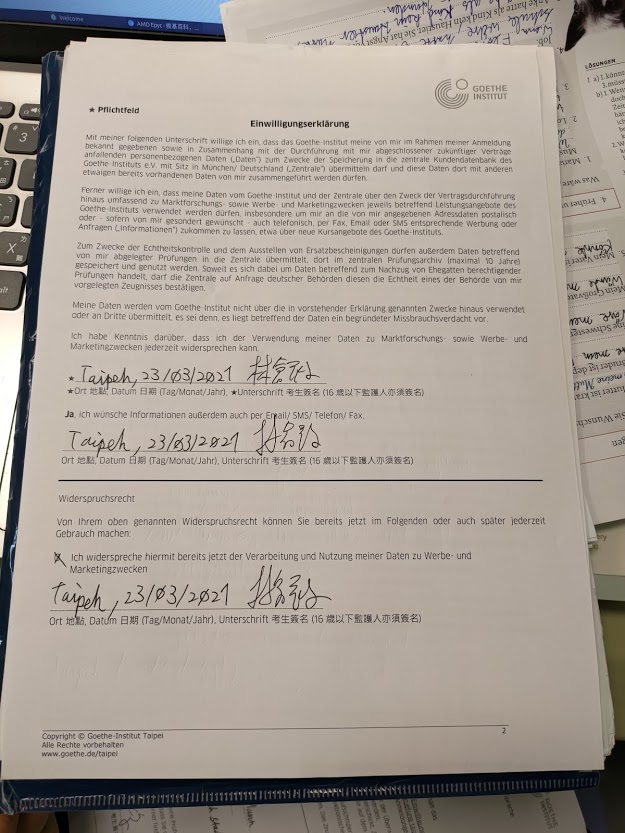 Welcome
AMD Epyc - 維基百科,
GOETHE
INSTITUT
★ Pflichtfeld
Einwilligungserklärung
Mit meiner folgenden Unterschrift willige ich ein, dass das Goethe-Institut meine von mir im Rahmen meiner Anmeldung
bekannt gegebenen sowie in Zusammenhang mit der Durchführung mit mir abgeschlossener zukünftiger Verträge
anfallenden personenbezogenen Daten („Daten") zum Zwecke der Speicherung in die zentrale Kundendatenbank des
Goethe-Instituts e.V. mit Sitz in München/ Deutschland („Zentrale") übermitteln darf und diese Daten dort mit anderen
etwaigen bereits vorhandenen Daten von mir zusammengeführt werden dürfen.
Ferner willige ich ein, dass meine Daten vom Goethe-Institut und der Zentrale über den Zweck der Vertragsdurchführung
hinaus umfassend zu Marktforschungs- sowie Werbe- und Marketingzwecken jeweils betreffend Leistungsangebote des
Goethe-Instituts verwendet werden dürfen, insbesondere um mir an die von mir angegebenen Adressdaten postalisch
oder - sofern von mir gesondert gewünscht - auch telefonisch, per Fax, Email oder SMS entsprechende Werbung oder
Anfragen („Informationen") zukommen zu lassen, etwa über neue Kursangebote des Goethe-Instituts.
Zum Zwecke der Echtheitskontrolle und dem Ausstellen von Ersatzbescheinigungen dürfen außerdem Daten betreffend
von mir abgelegter Prüfungen in die Zentrale übermittelt, dort im zentralen Prüfungsarchiv (maximal 10 Jahre)
gespeichert und genutzt werden. Soweit es sich dabei um Daten betreffend zum Nachzug von Ehegatten berechtigender
Prüfungen handelt, darf die Zentrale auf Anfrage deutscher Behörden diesen die Echtheit eines der Behörde von mir
vorgelegten Zeugnisses bestätigen.
Meine Daten werden vom Goethe-Institut nicht über die in vorstehender Erklärung genannten Zwecke hinaus verwendet
oder an Dritte übermittelt, es sei denn, es liegt betreffend der Daten ein begründeter Missbrauchsverdacht vor.
Ich habe Kenntnis darüber, dass ich der Verwendung meiner Daten zu Marktforschungs- sowie Werbe- und
Marketingzwecken jederzeit widersprechen kann.
★ Taipeh, 23/03/2021
★Ort 地點, Datum 日期 (Tag/Monat/Jahr), ★Unterschrift 考生簽名 (16 歲以下監護人亦須簽名)
Ja, ich wünsche Informationen außerdem auch per Email/ SMS/ Telefon/ Fax.
Taipeh, 23/03/2021
Ort 地點, Datum 日期 (Tag/Monat/Jahr), Unterschrift 考生簽名 (16 歲以下監護人亦須簽名)
Widerspruchsrecht
Von Ihrem oben genannten Widerspruchsrecht können Sie bereits jetzt im Folgenden oder auch später jederzeit
Gebrauch machen:
Ich widerspreche hiermit bereits jetzt der Verarbeitung und Nutzung meiner Daten zu Werbe- und
Marketingzwecken
Taipeh, 23/03/2021
Ort 地點, Datum 日期 (Tag/Monat/Jahr), Unterschrift 考生簽名 (16 歲以下監護人亦須簽名)
Copyright © Goethe-Institut Taipei
Alle Rechte vorbehalten
www.goethe.de/taipei
2
LÖSUNGEN